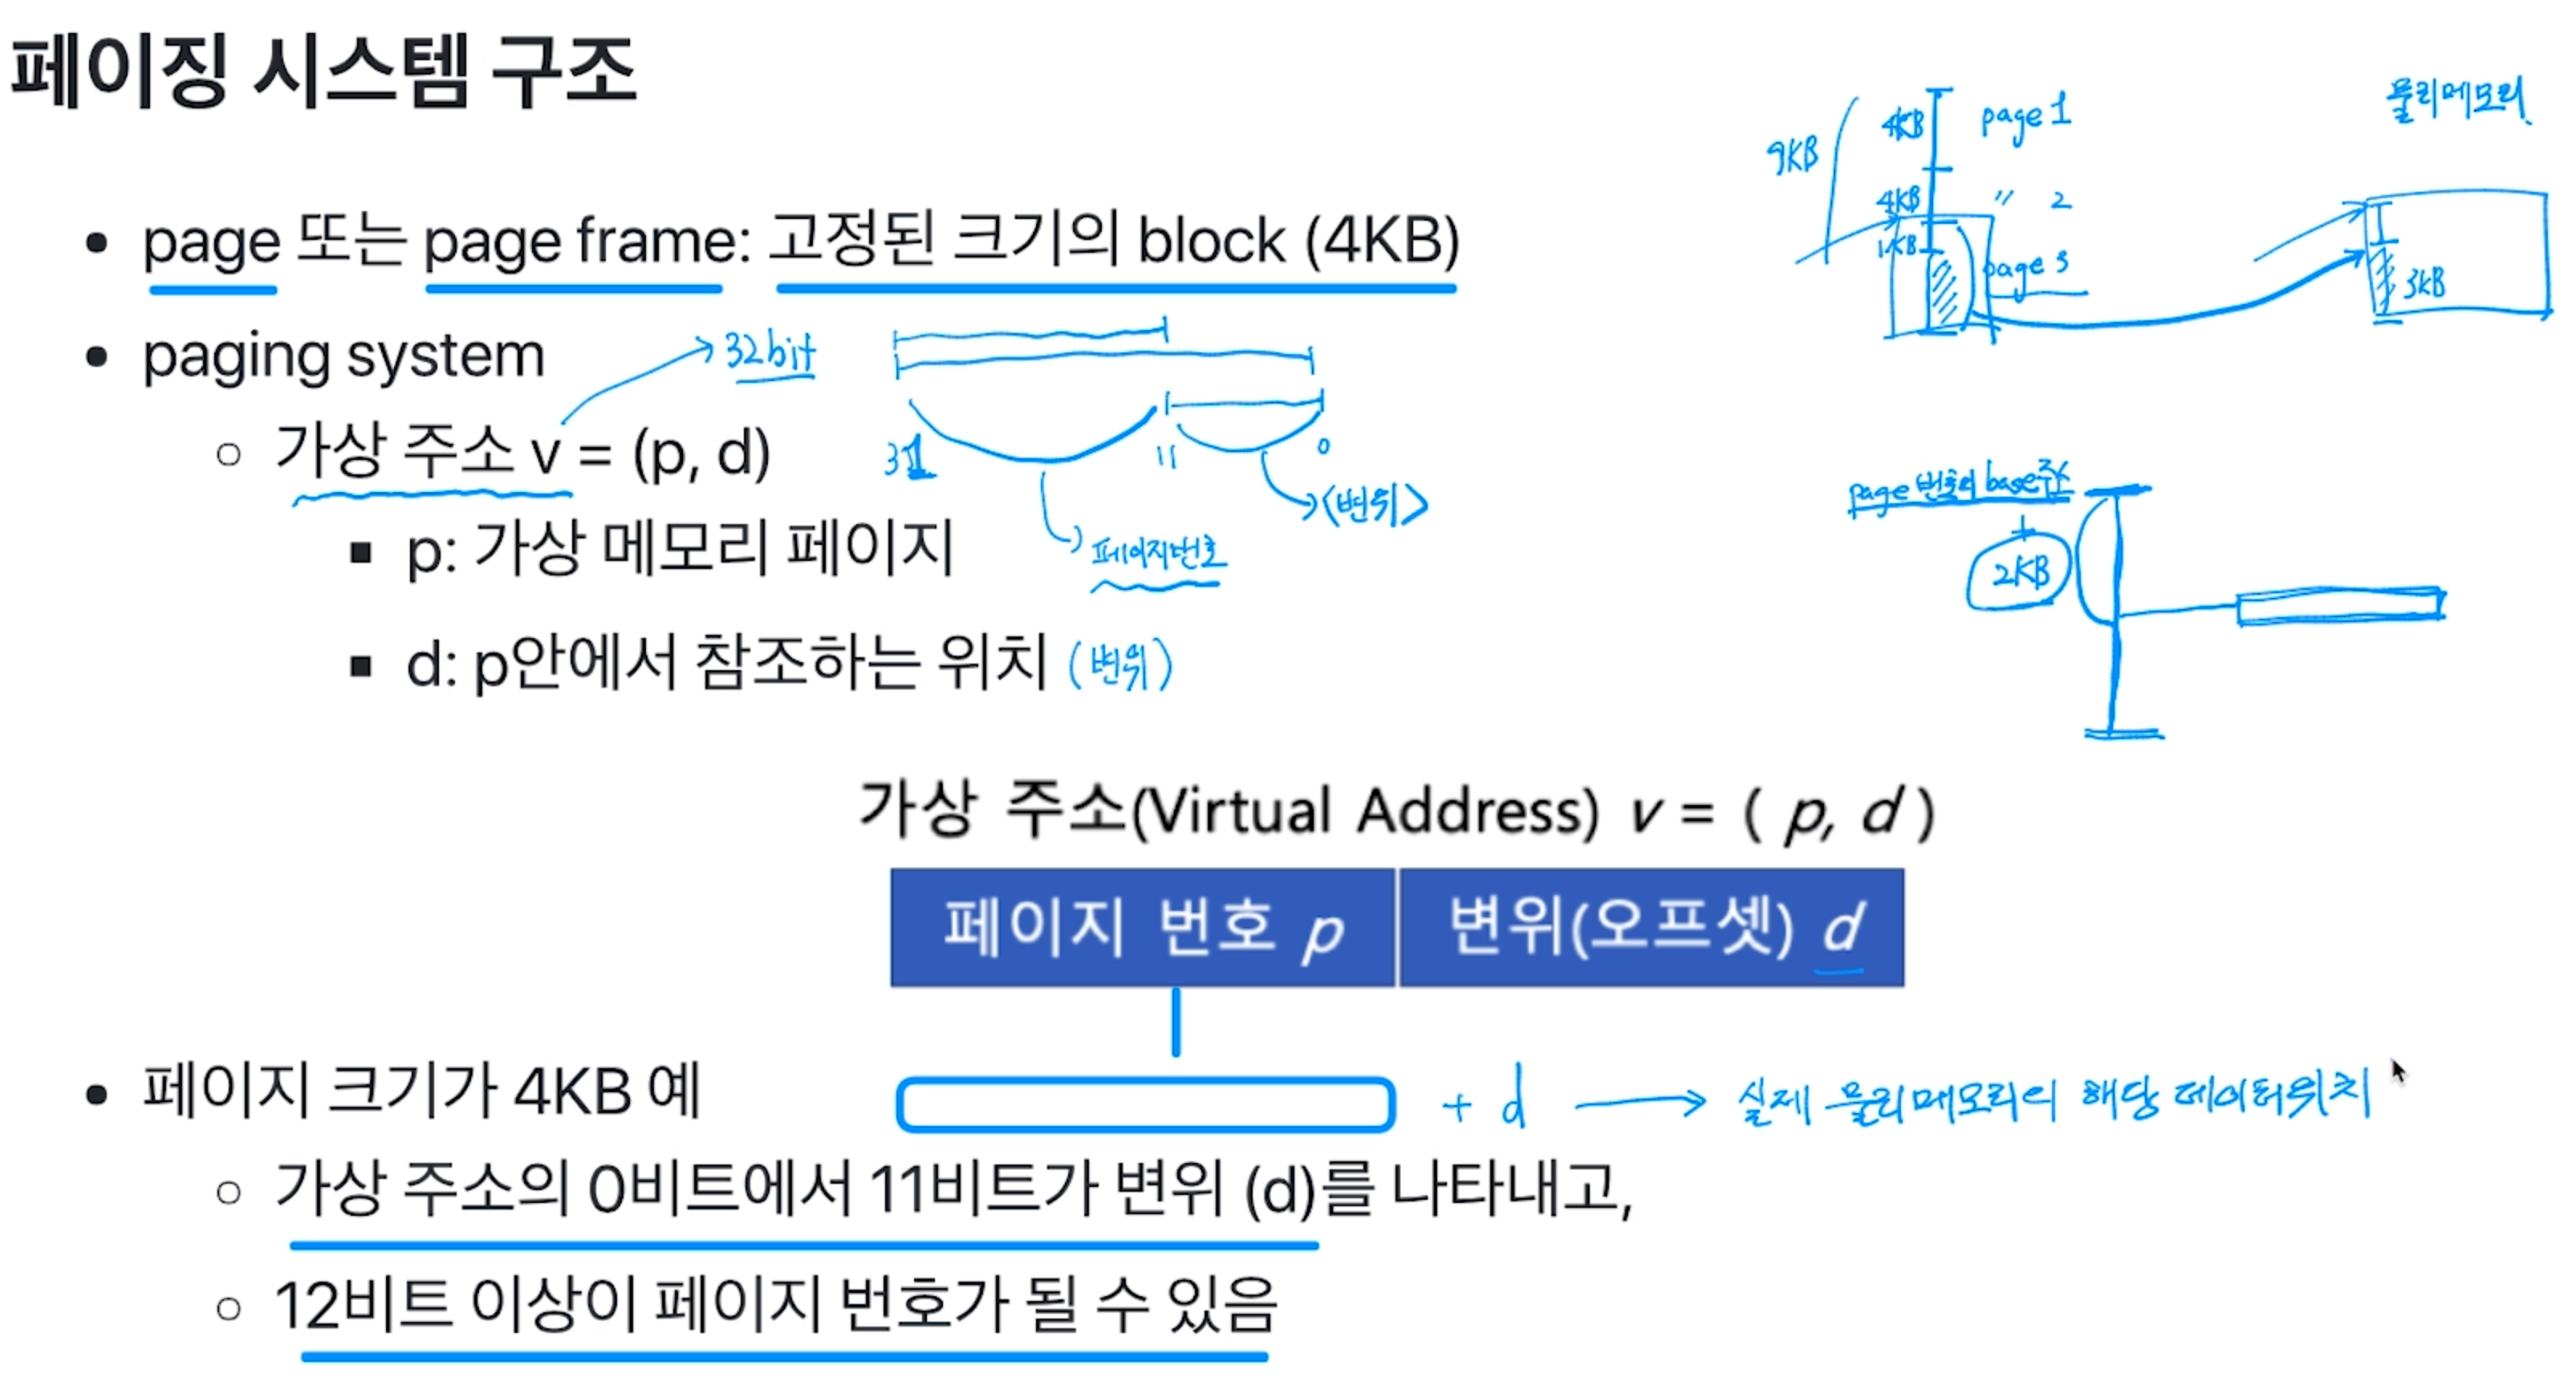 페이징 시스템 구조
• page 또는 page frame: 고정된 크기의 block (4KB)
• paging system
32bit
○ 가상 주소 v = (p, d)
31
11
0
<변위>
페이지번호
■ p: 가상 메모리 페이지
■ d: p안에서 참조하는 위치 (변위)
9KB
4KB page 1
4KB " 2
1KB
page 3
물리메모리
3KB
page 번호의 base주소
+
2KB
가상 주소(Virtual Address) v = ( p, d )
페이지 번호 p 변위(오프셋) d
+ d → 실제 물리메모리의 해당 데이터위치
• 페이지 크기가 4KB 예
○ 가상 주소의 0비트에서 11비트가 변위 (d)를 나타내고,
○ 12비트 이상이 페이지 번호가 될 수 있음